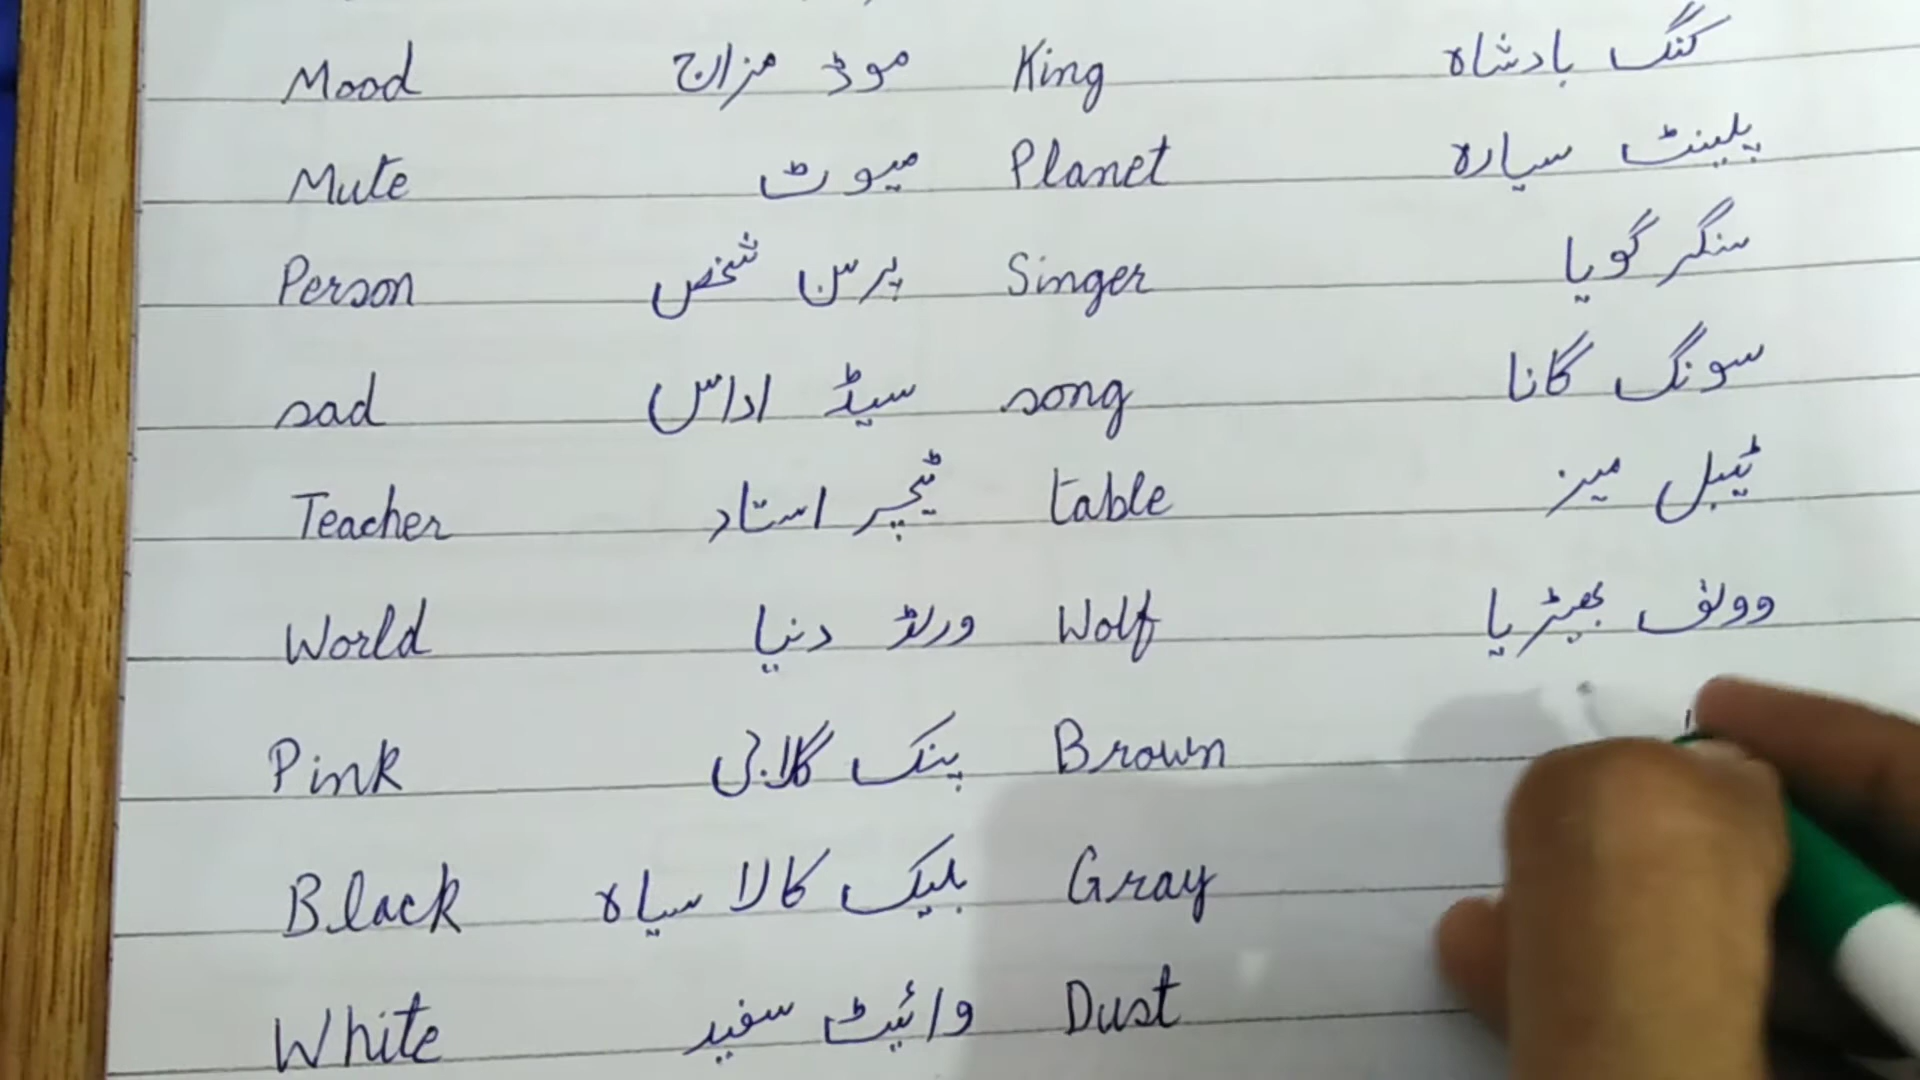 Mood موڈ مزاج King کنگ بادشاہ
Mute میوٹ Planet پلینٹ سیارہ
Person پرسن شخص Singer سنگر گویا
sad سیڈ اداس song سونگ گانا
Teacher ٹیچر استاد table ٹیبل میز
World ورلڈ دنیا Wolf وولف بھیڑیا
Pink پنک گلابی Brown
Black بلیک کالا سیاہ Gray
White وائیٹ سفید Dust